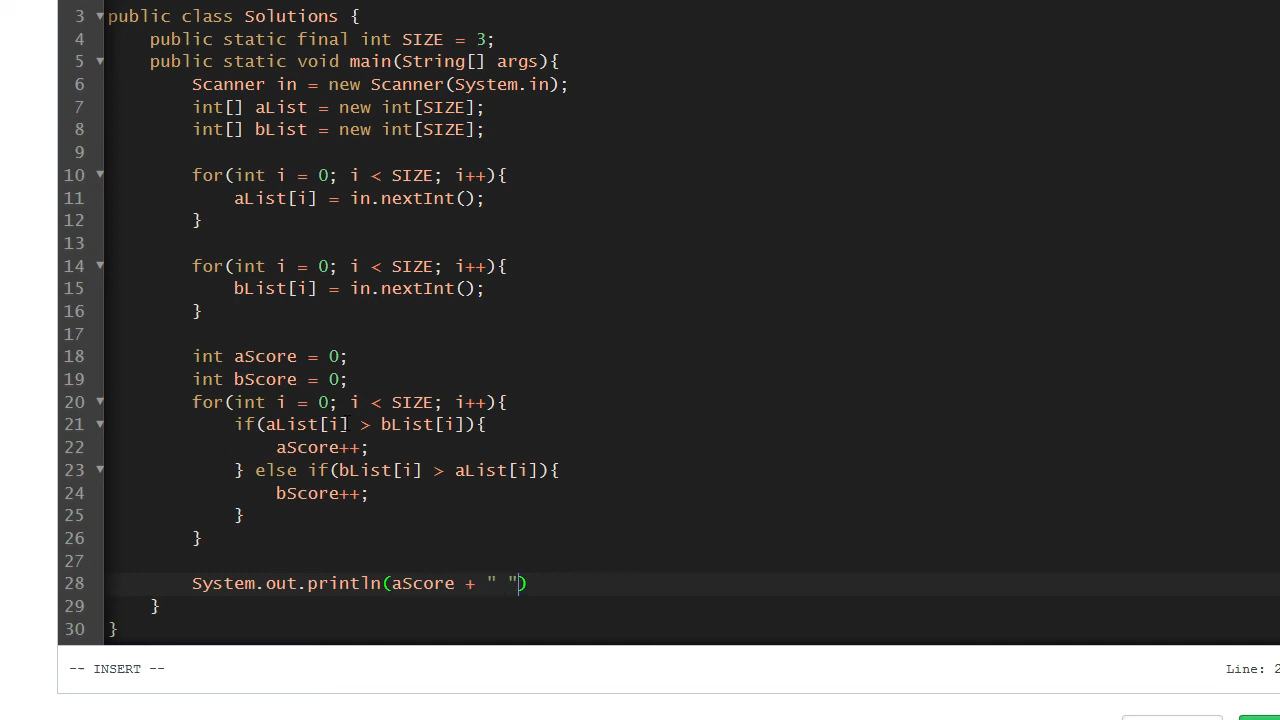 3 public class Solutions {
4 public static final int SIZE = 3;
5 public static void main(String[] args){
6 Scanner in = new Scanner(System.in);
7 int[] aList = new int[SIZE];
8 int[] bList = new int[SIZE];
9
10 for(int i = 0; i < SIZE; i++){
11 aList[i] = in.nextInt();
12 }
13
14 for(int i = 0; i < SIZE; i++){
15 bList[i] = in.nextInt();
16 }
17
18 int aScore = 0;
19 int bScore = 0;
20 for(int i = 0; i < SIZE; i++){
21 if(aList[i] > bList[i]){
22 aScore++;
23 } else if(bList[i] > aList[i]){
24 bScore++;
25 }
26 }
27
28 System.out.println(aScore + " ")
29 }
30 }
-- INSERT -- Line: 2